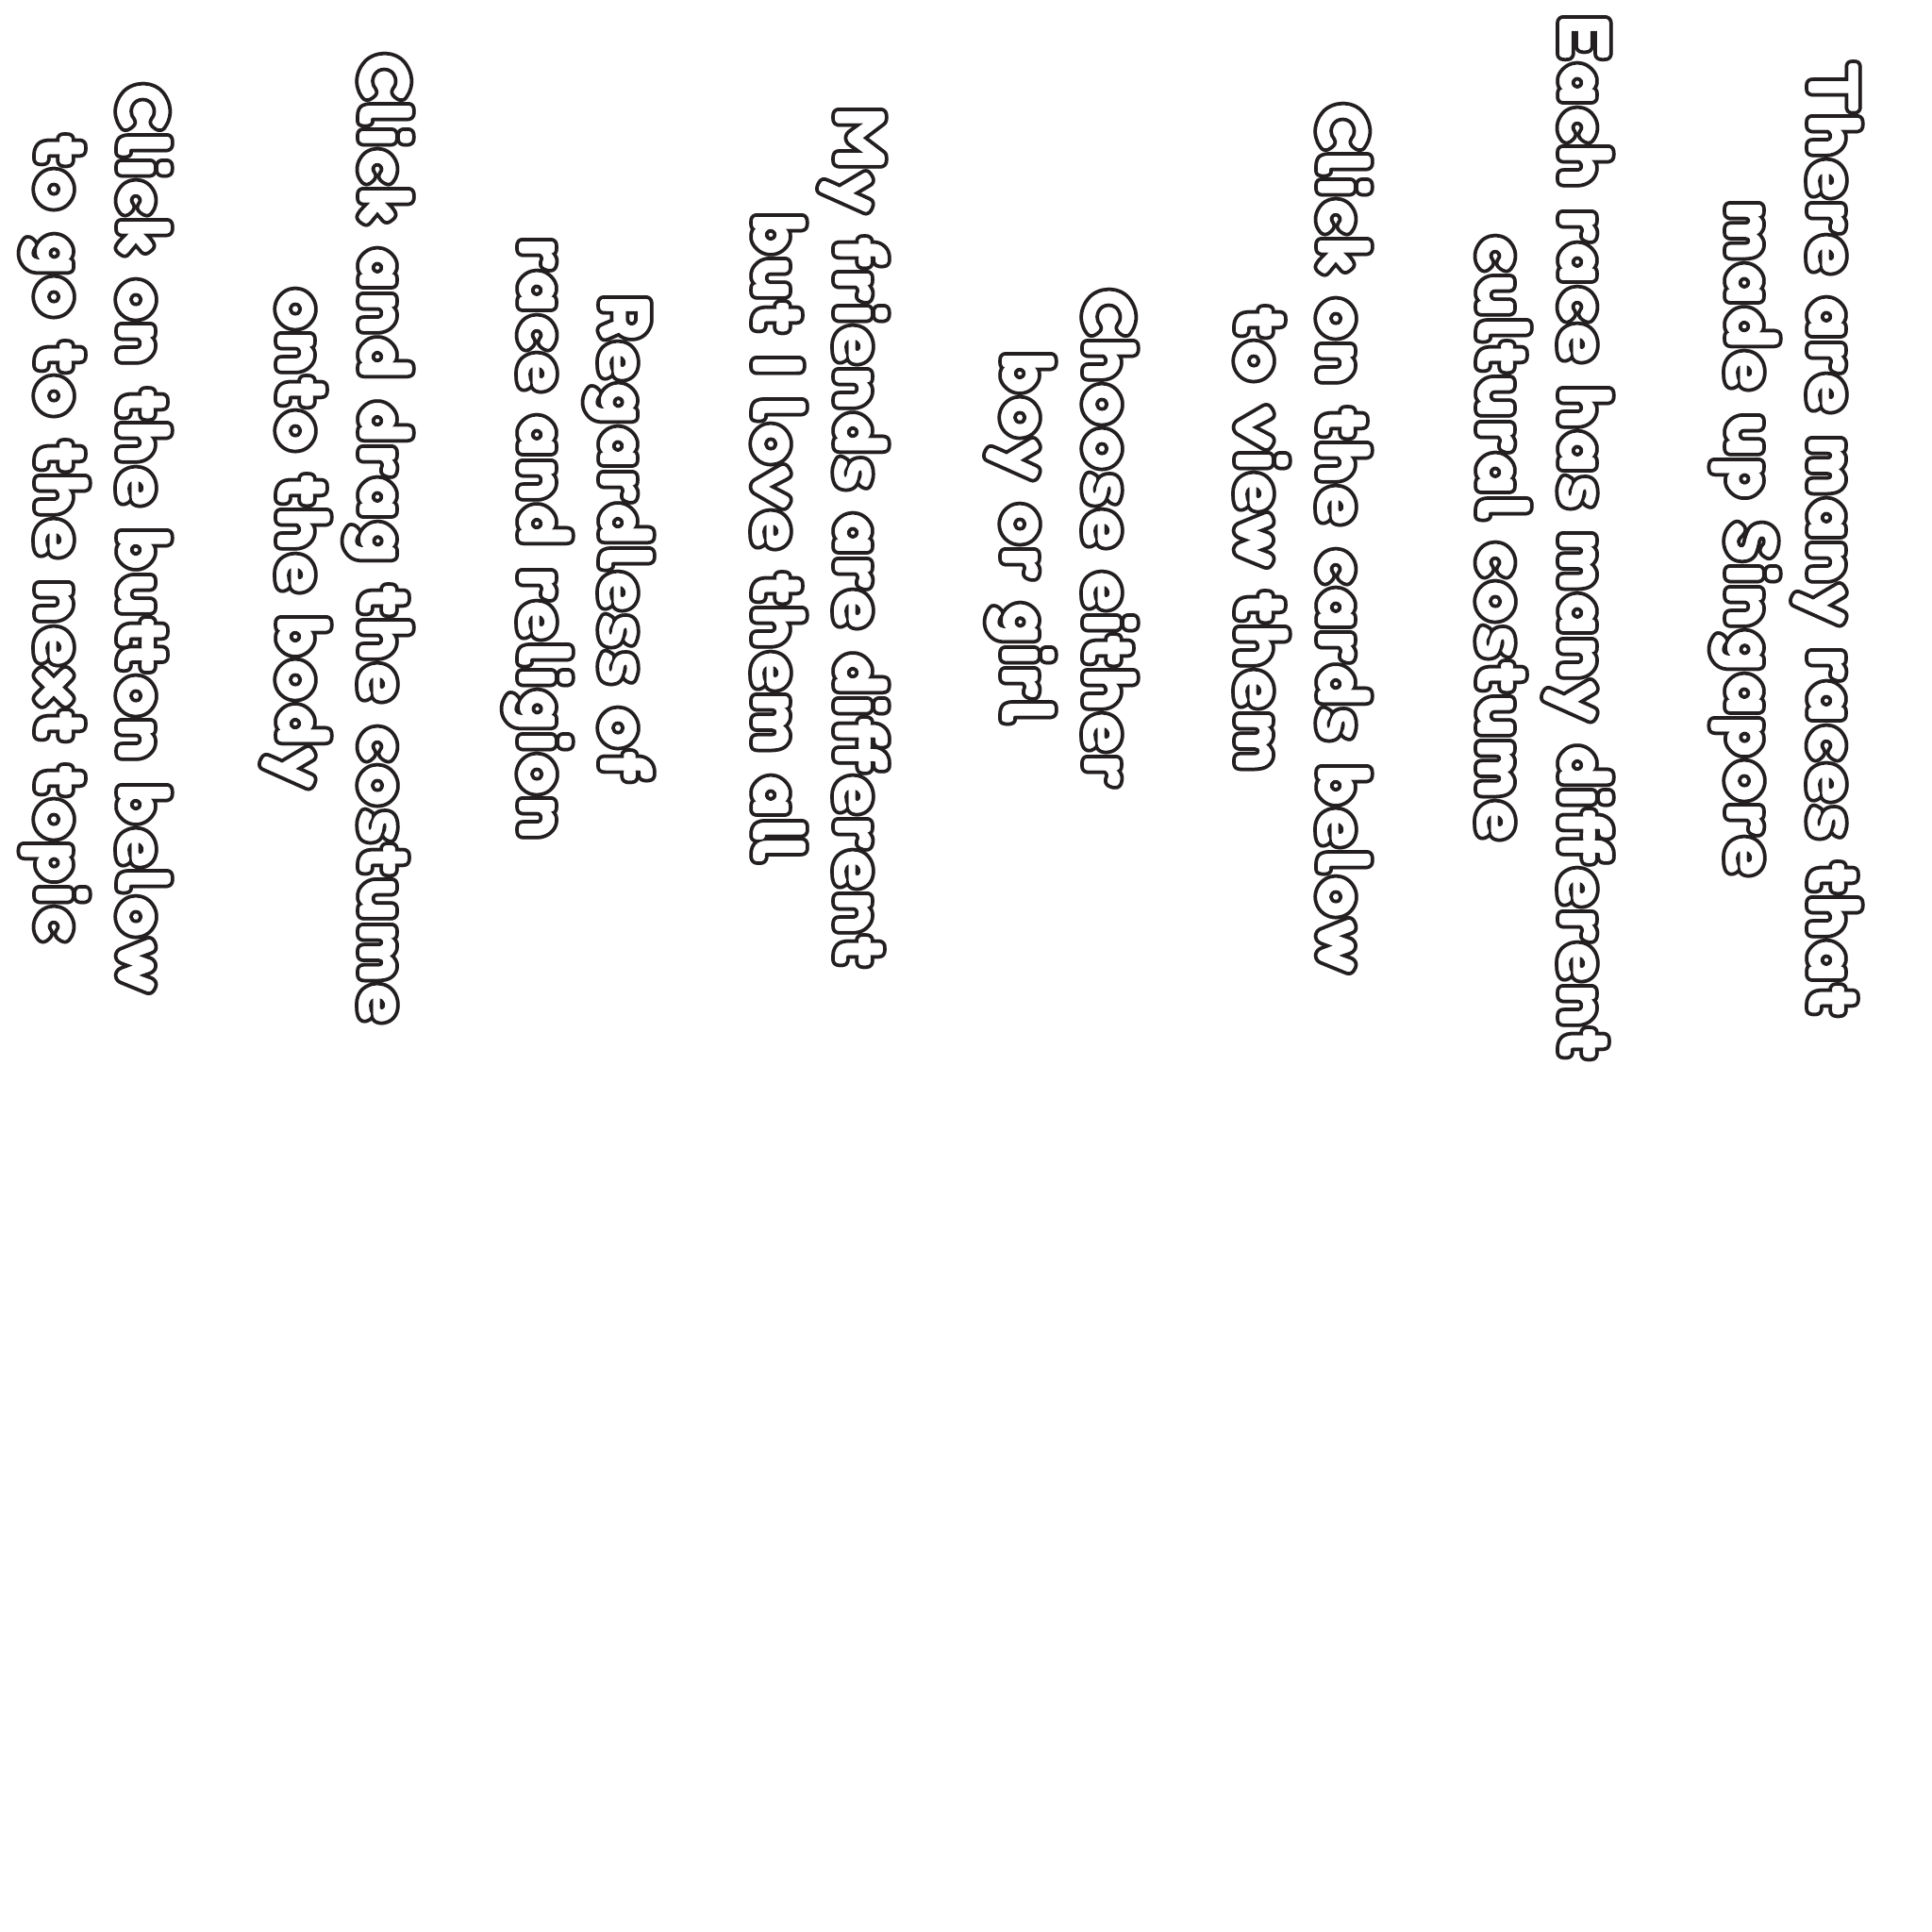 There are many races that
made up Singapore
Each race has many different
cultural costume
Click on the cards below
to view them
Choose either
boy or girl
My friends are different
but I love them all
Regardless of
race and religion
Click and drag the costume
onto the body
Click on the button below
to go to the next topic